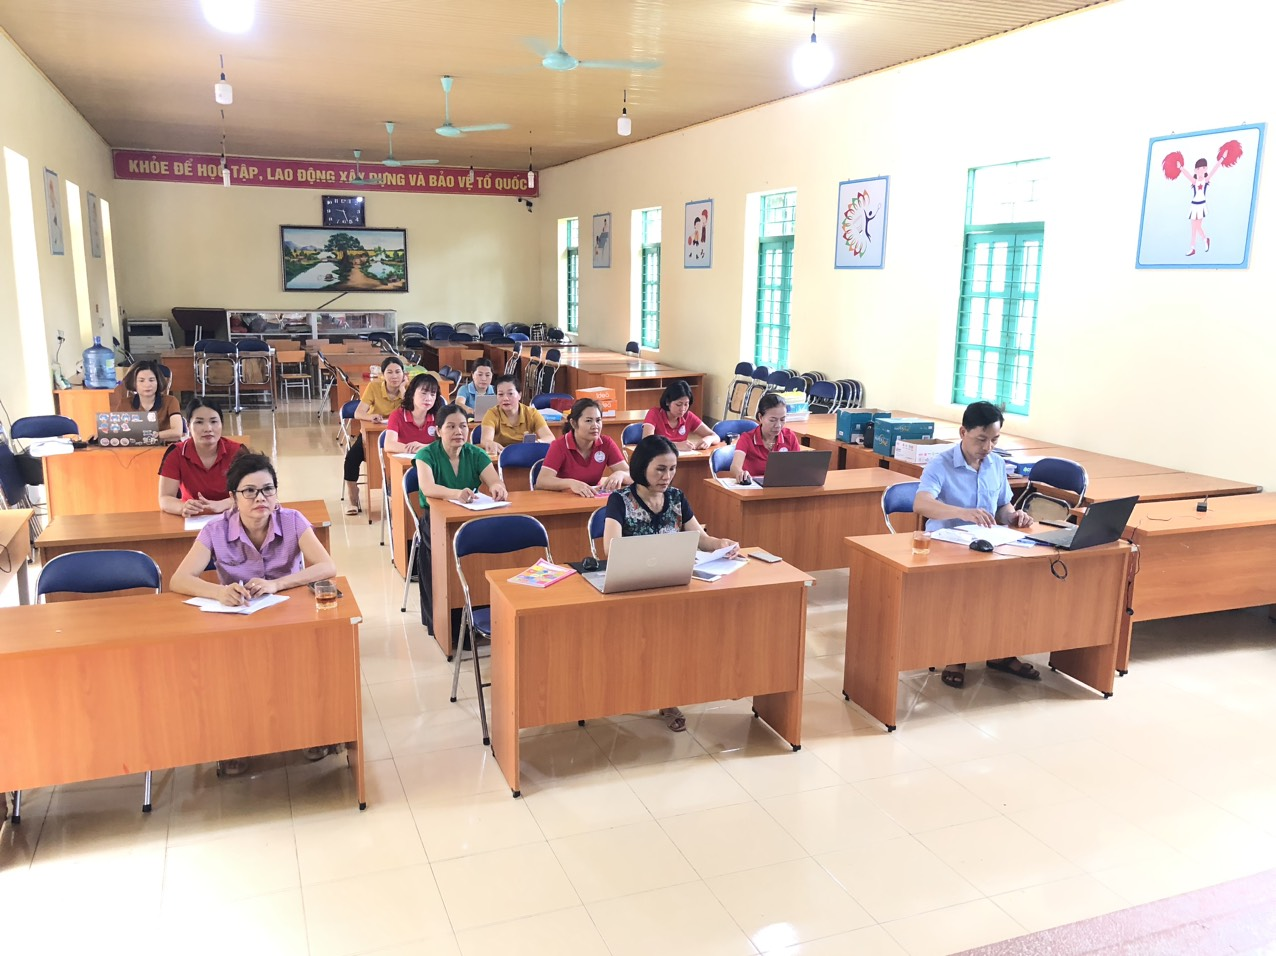 KHỎE ĐỂ HỌC TẬP, LAO ĐỘNG XÂY DỰNG VÀ BẢO VỆ TỔ QUỐC